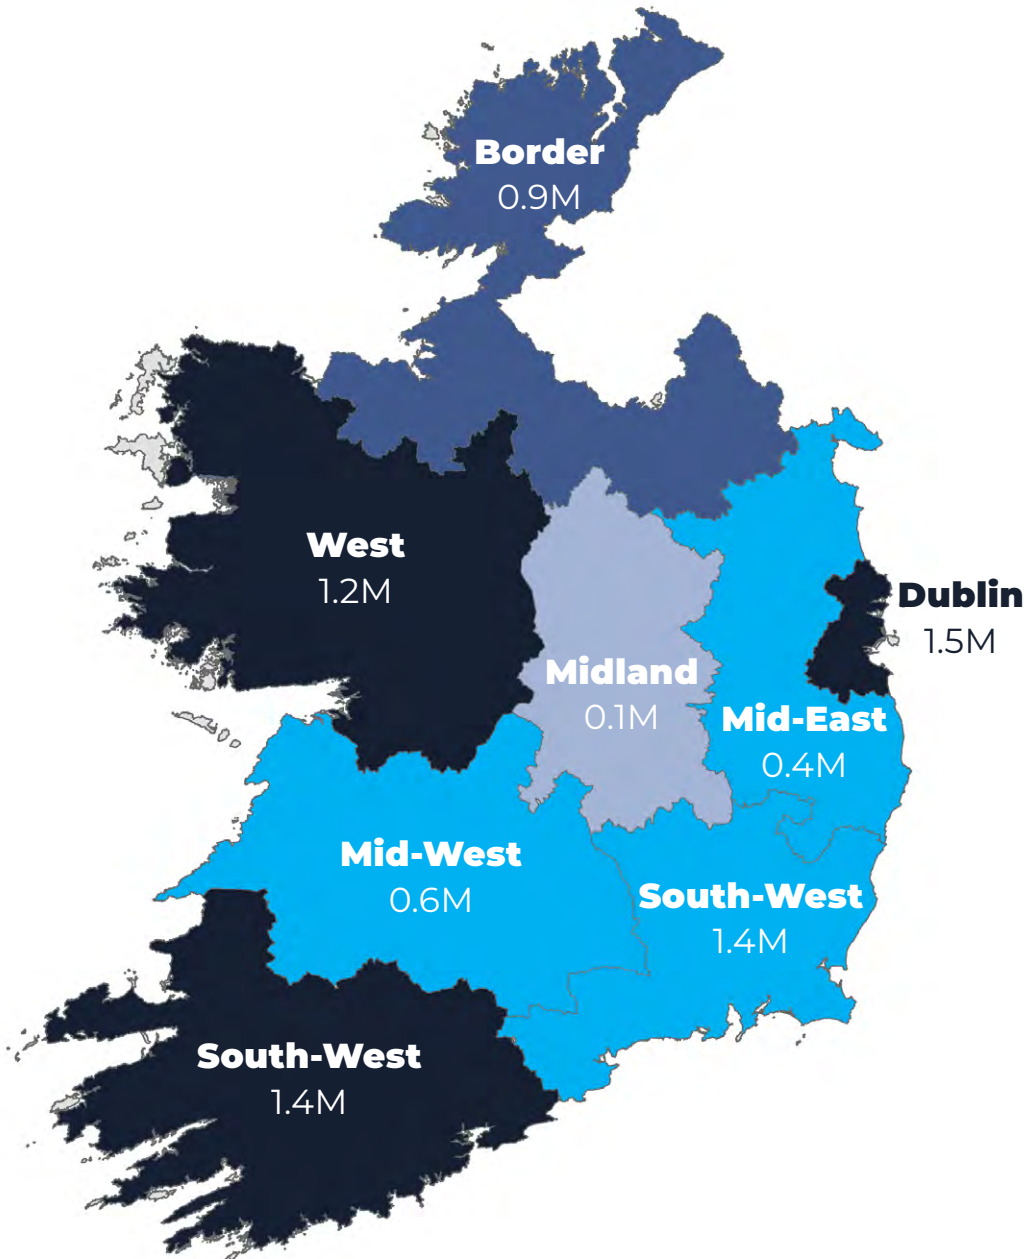 Border
0.9M
West
1.2M
Dublin
1.5M
Midland
0.1M
Mid-East
0.4M
Mid-West
0.6M
South-West
1.4M
South-West
1.4M